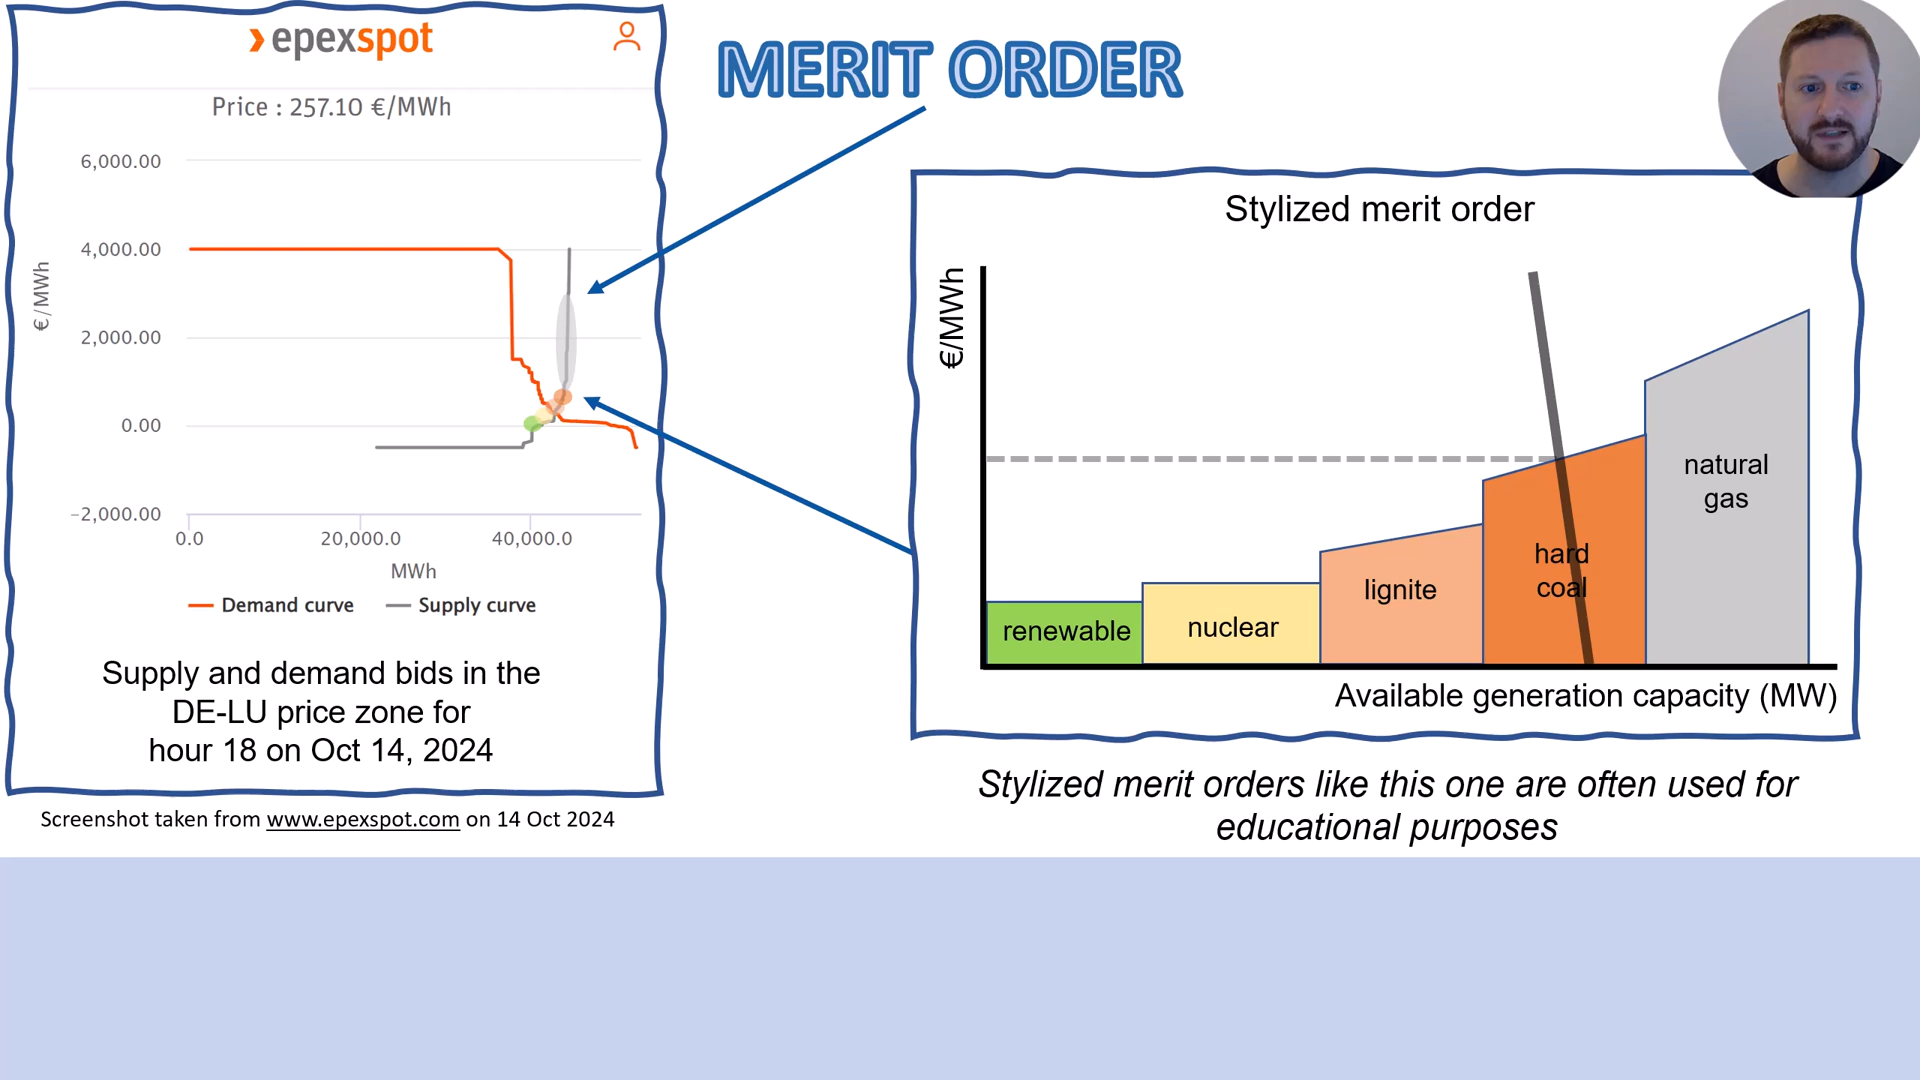 epexspot
MERIT ORDER
Price : 257.10 €/MWh
6,000.00
4,000.00
2,000.00
0.00
−2,000.00
€/MWh
0.0
20,000.0
40,000.0
MWh
Demand curve
Supply curve
Supply and demand bids in the
DE-LU price zone for
hour 18 on Oct 14, 2024
Screenshot taken from www.epexspot.com on 14 Oct 2024
Stylized merit order
€/MWh
renewable
nuclear
lignite
hard
coal
natural
gas
Available generation capacity (MW)
Stylized merit orders like this one are often used for
educational purposes